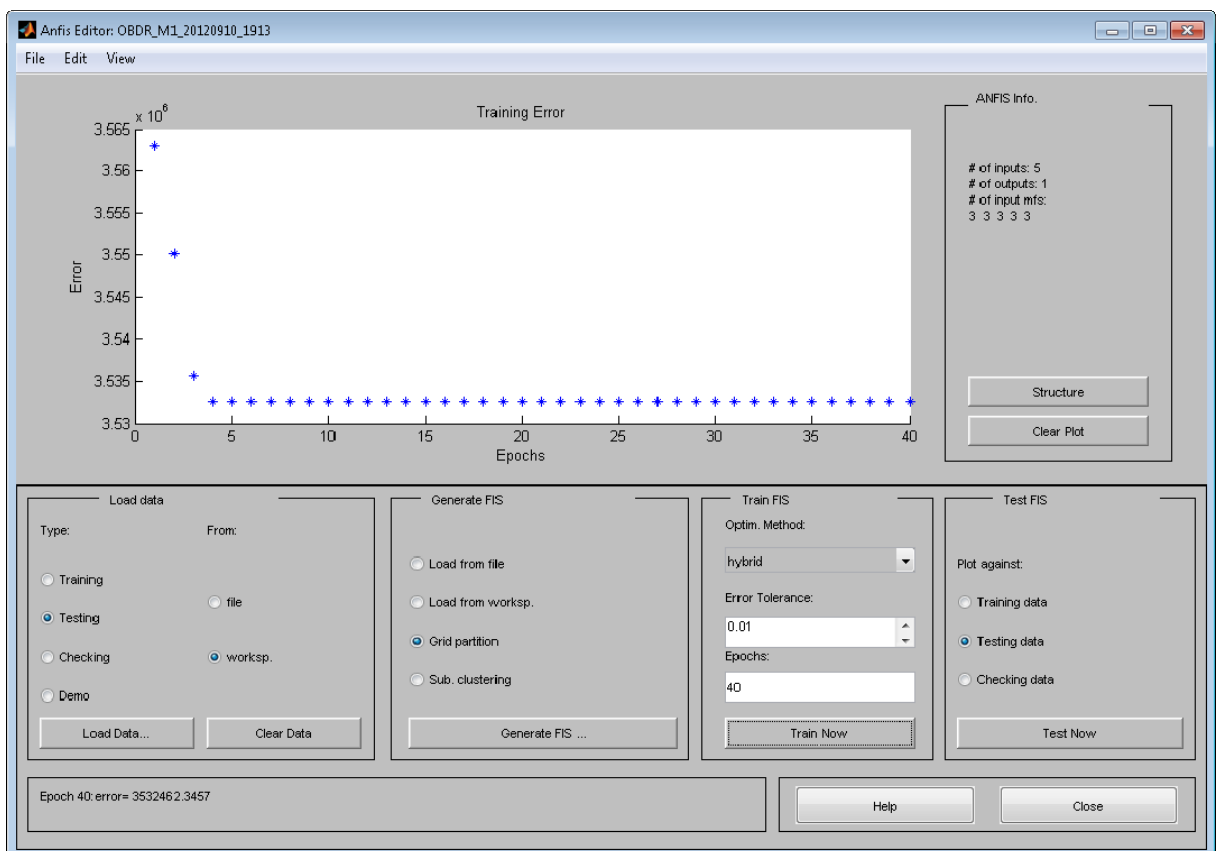 Anfis Editor: OBDR_M1_20120910_1913
File Edit View
Training Error
x 10^6
3.565
3.56
3.555
3.55
3.545
3.54
3.535
3.53
Error
0 5 10 15 20 25 30 35 40
Epochs
ANFIS Info.
# of inputs: 5
# of outputs: 1
# of input mfs:
3 3 3 3 3
Structure
Clear Plot
Load data
Type:
From:
Training
Testing
Checking
Demo
file
worksp.
Load Data...
Clear Data
Generate FIS
Load from file
Load from worksp.
Grid partition
Sub. clustering
Generate FIS ...
Train FIS
Optim. Method:
hybrid
Error Tolerance:
0.01
Epochs:
40
Train Now
Test FIS
Plot against:
Training data
Testing data
Checking data
Test Now
Epoch 40:error= 3532462.3457
Help
Close